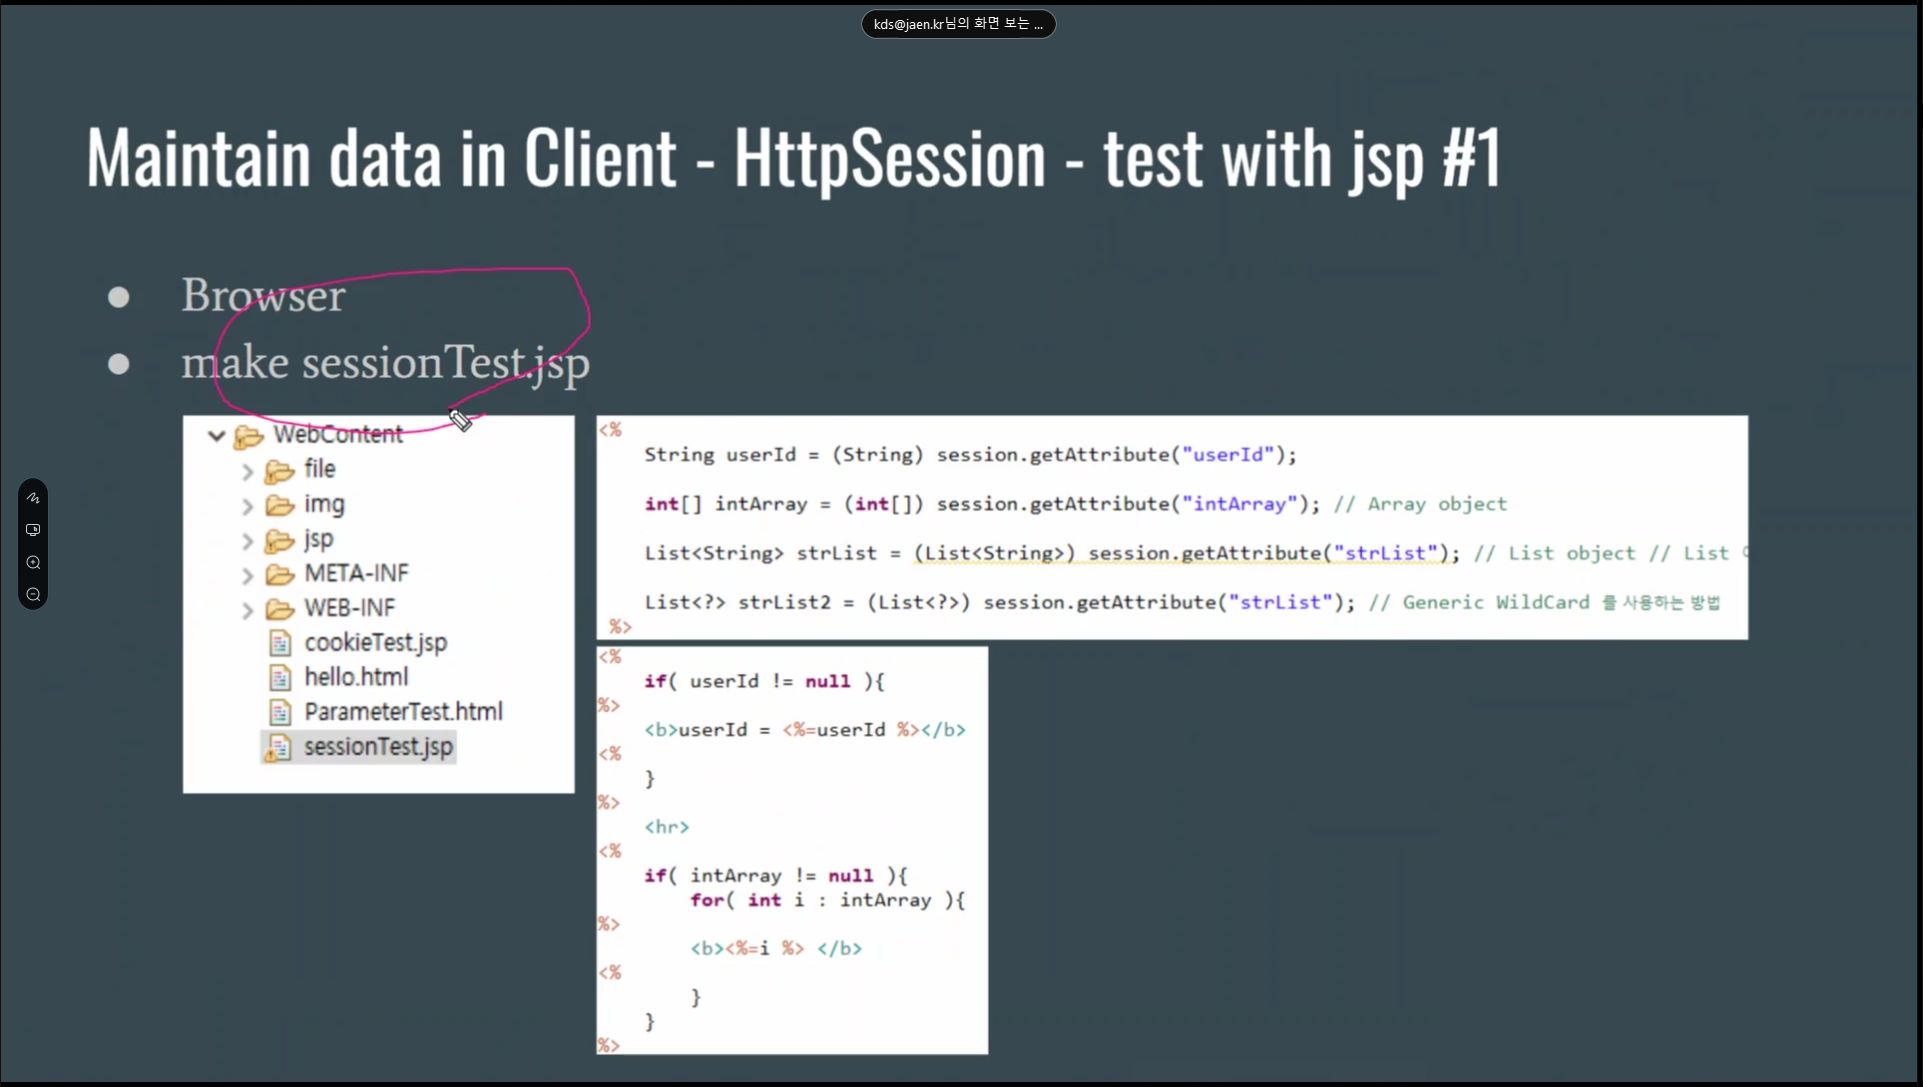 kds@jaen.kr님의 화면 보는 ...
Maintain data in Client - HttpSession - test with jsp #1
● Browser
● make sessionTest.jsp
WebContent
file
img
jsp
META-INF
WEB-INF
cookieTest.jsp
hello.html
ParameterTest.html
sessionTest.jsp
<%
String userId = (String) session.getAttribute("userId");
int[] intArray = (int[]) session.getAttribute("intArray"); // Array object
List<String> strList = (List<String>) session.getAttribute("strList"); // List object // List
List<?> strList2 = (List<?>) session.getAttribute("strList"); // Generic WildCard 를 사용하는 방법
%>
<%
if( userId != null ){
%>
<b>userId = <%=userId %></b>
<%
}
%>
<hr>
<%
if( intArray != null ){
for( int i : intArray ){
%>
<b><%=i %> </b>
<%
}
}
%>